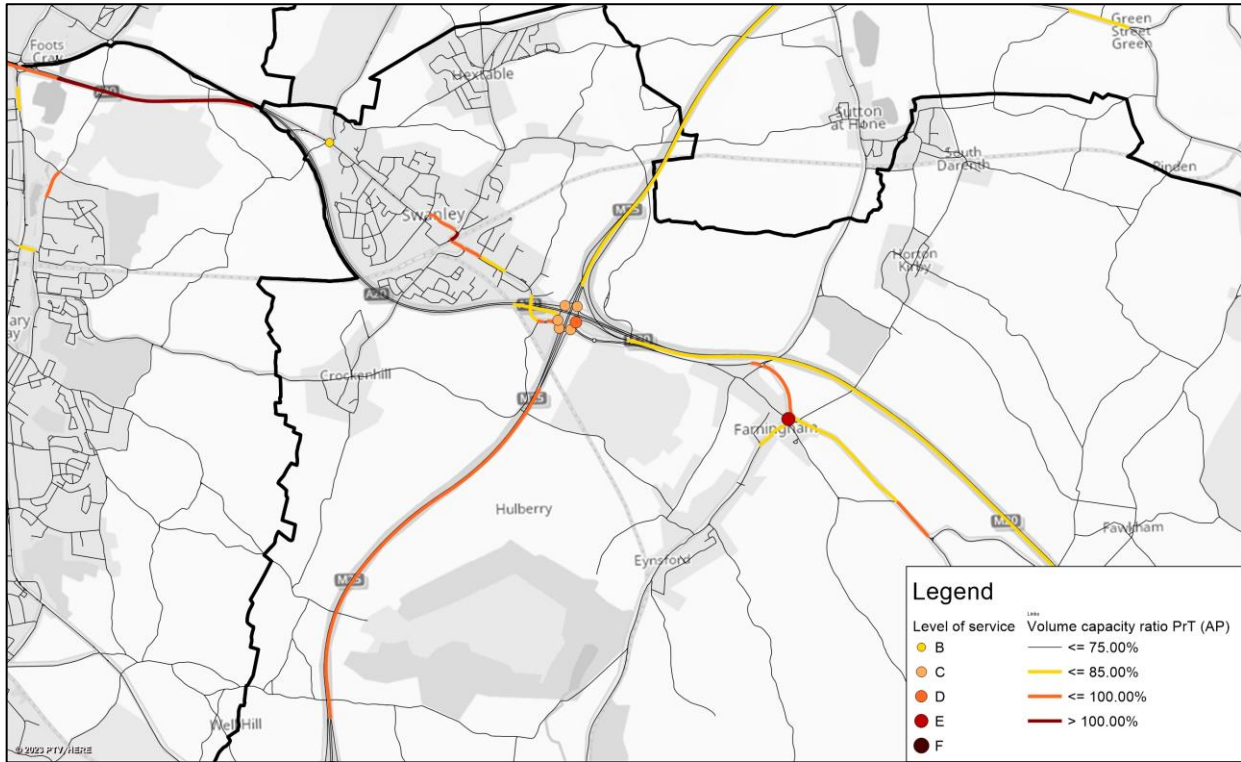 Foots
Cray
Hextable
Green
Street
Green
Sutton
at Hone
South
Darenth
Pinden
Swanley
M25
Horton
Kirby
A20
Crockenhill
M25
Farningham
Hulberry
M20
Fawkham
M25
Eynsford
Well Hill
© 2023 PTV, HERE
Legend
Links
Level of service Volume capacity ratio PrT (AP)
B <= 75.00%
C <= 85.00%
D <= 100.00%
E > 100.00%
F